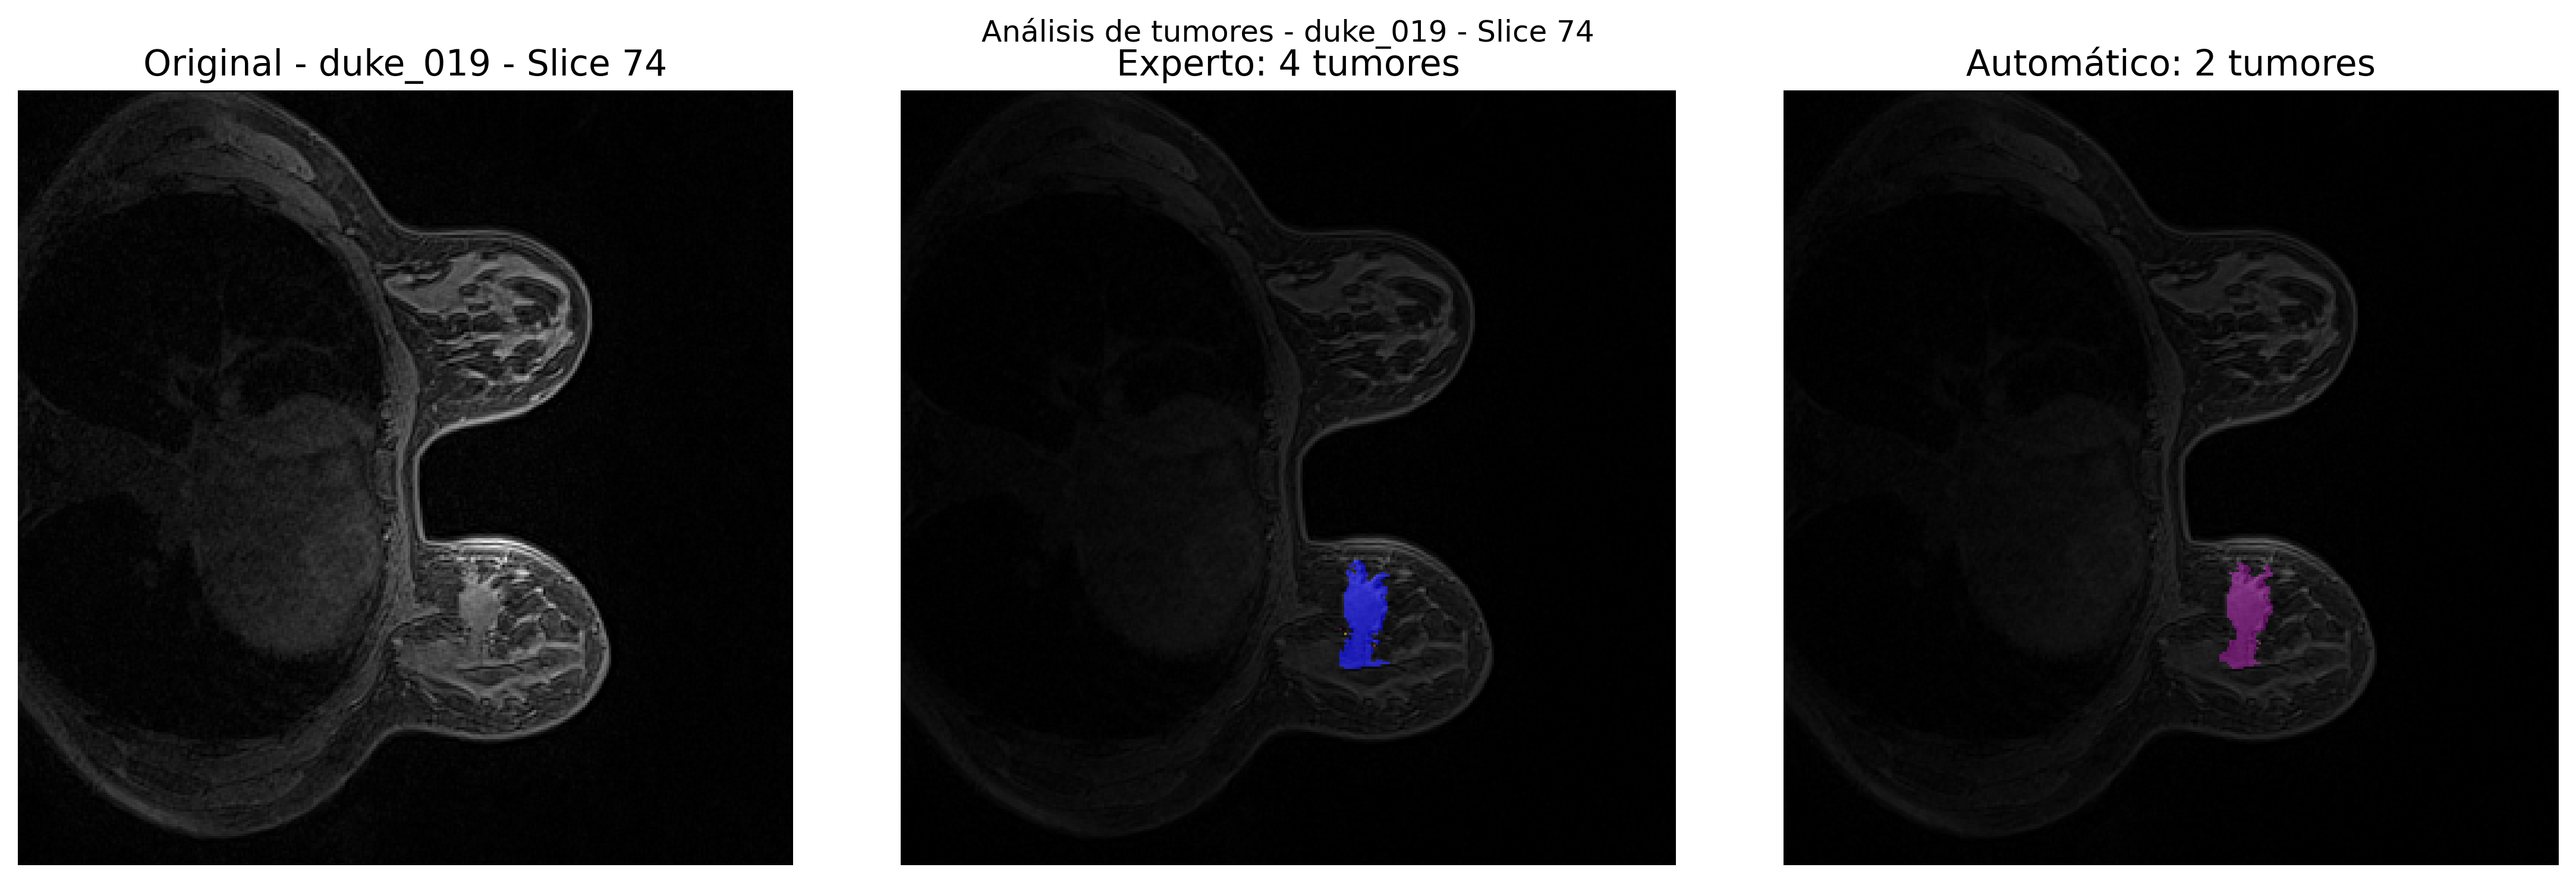 Análisis de tumores - duke_019 - Slice 74
Original - duke_019 - Slice 74
Experto: 4 tumores
Automático: 2 tumores